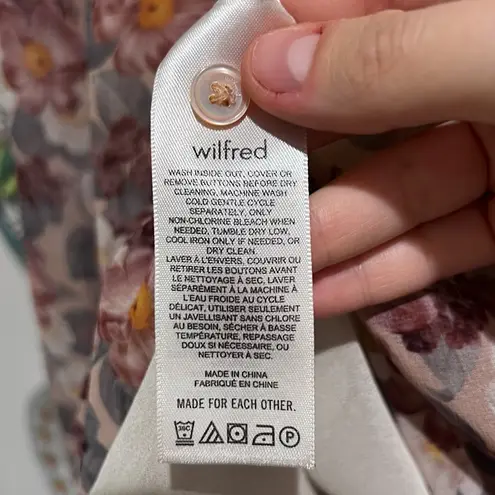 wilfred
WASH INSIDE OUT, COVER OR
REMOVE BUTTONS BEFORE DRY
CLEANING, MACHINE WASH
COLD GENTLE CYCLE
SEPARATELY, ONLY
NON-CHLORINE BLEACH WHEN
NEEDED, TUMBLE DRY LOW,
COOL IRON ONLY IF NEEDED, OR
DRY CLEAN.
LAVER À L'ENVERS, COUVRIR OU
RETIRER LES BOUTONS AVANT
LE NETTOYAGE À SEC, LAVER
SÉPARÉMENT À LA MACHINE À
L'EAU FROIDE AU CYCLE
DÉLICAT, UTILISER SEULEMENT
UN JAVELLISANT SANS CHLORE
AU BESOIN, SÉCHER À BASSE
TEMPÉRATURE, REPASSAGE
DOUX SI NÉCESSAIRE, OU
NETTOYER À SEC.
MADE IN CHINA
FABRIQUÉ EN CHINE
MADE FOR EACH OTHER.
30C P